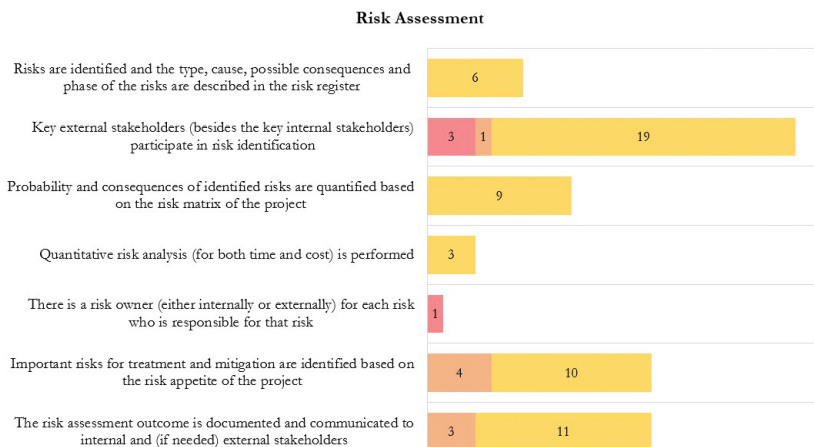 Risk Assessment
Risks are identified and the type, cause, possible consequences and
phase of the risks are described in the risk register
6
Key external stakeholders (besides the key internal stakeholders)
participate in risk identification
3 1 19
Probability and consequences of identified risks are quantified based
on the risk matrix of the project
9
Quantitative risk analysis (for both time and cost) is performed
3
There is a risk owner (either internally or externally) for each risk
who is responsible for that risk
1
Important risks for treatment and mitigation are identified based on
the risk appetite of the project
4 10
The risk assessment outcome is documented and communicated to
internal and (if needed) external stakeholders
3 11